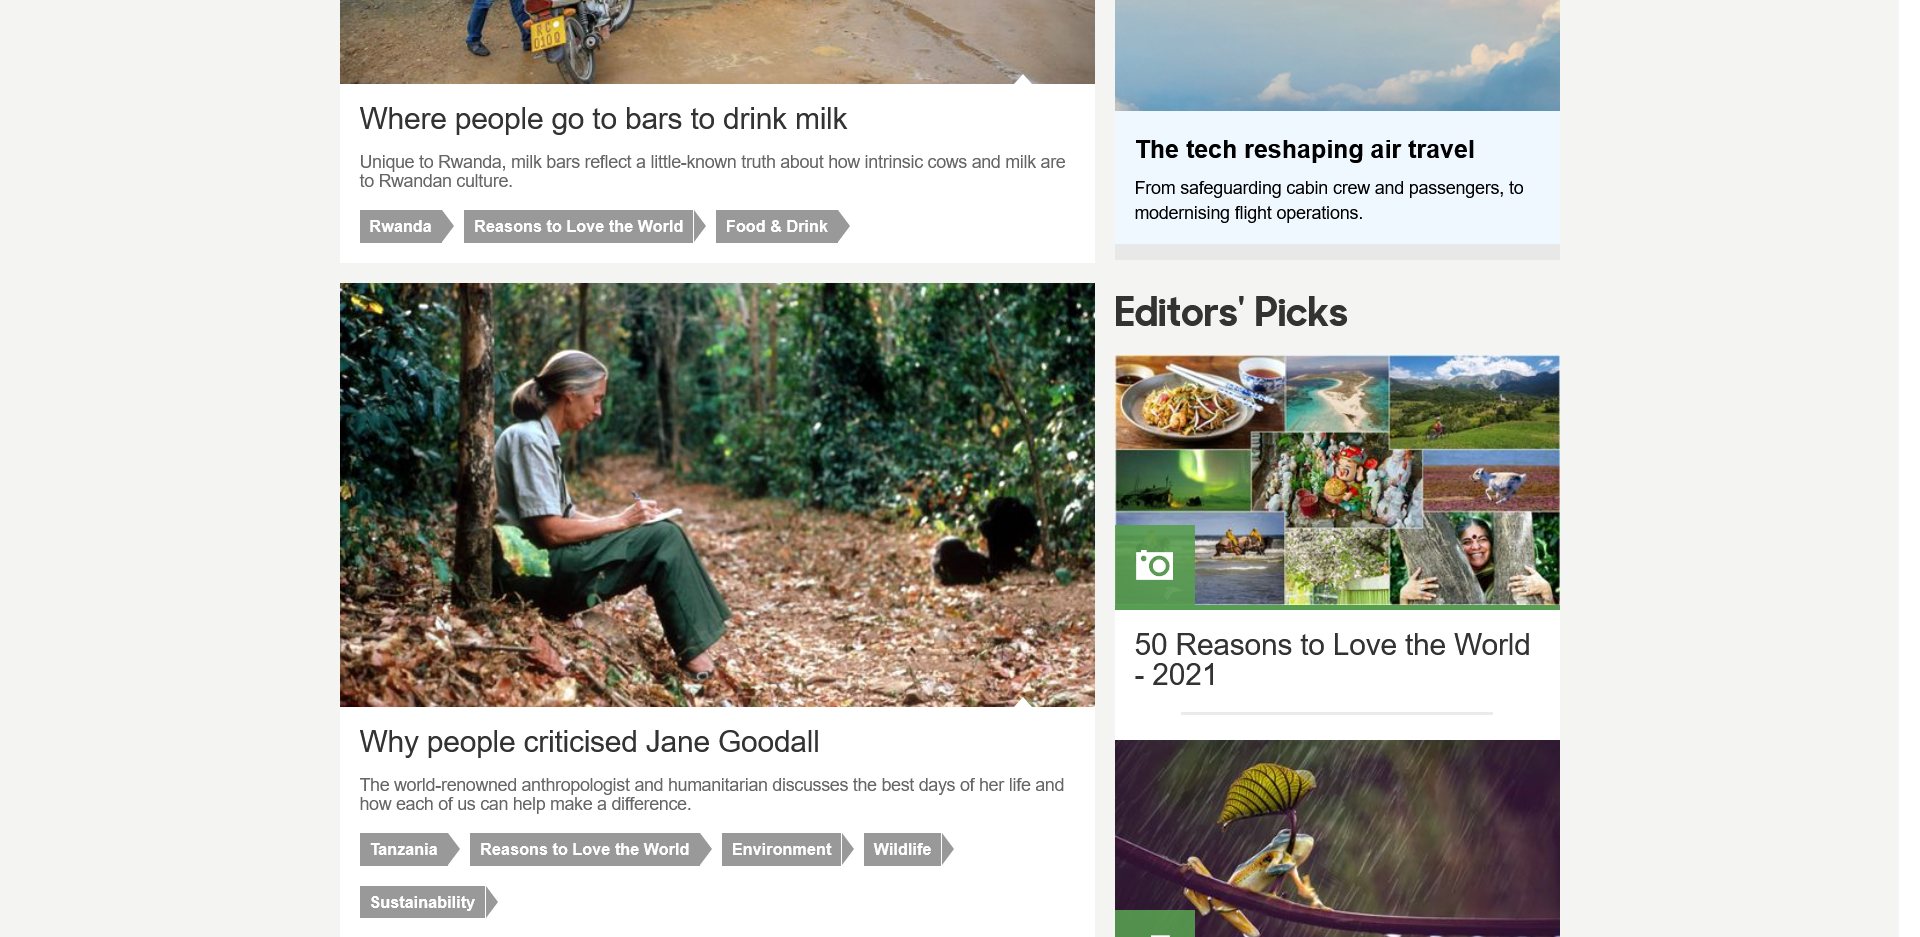 RC
010Q
Where people go to bars to drink milk
Unique to Rwanda, milk bars reflect a little-known truth about how intrinsic cows and milk are
to Rwandan culture.
Rwanda
Reasons to Love the World
Food & Drink
Why people criticised Jane Goodall
The world-renowned anthropologist and humanitarian discusses the best days of her life and
how each of us can help make a difference.
Tanzania
Reasons to Love the World
Environment
Wildlife
Sustainability
The tech reshaping air travel
From safeguarding cabin crew and passengers, to
modernising flight operations.
Editors' Picks
50 Reasons to Love the World
- 2021